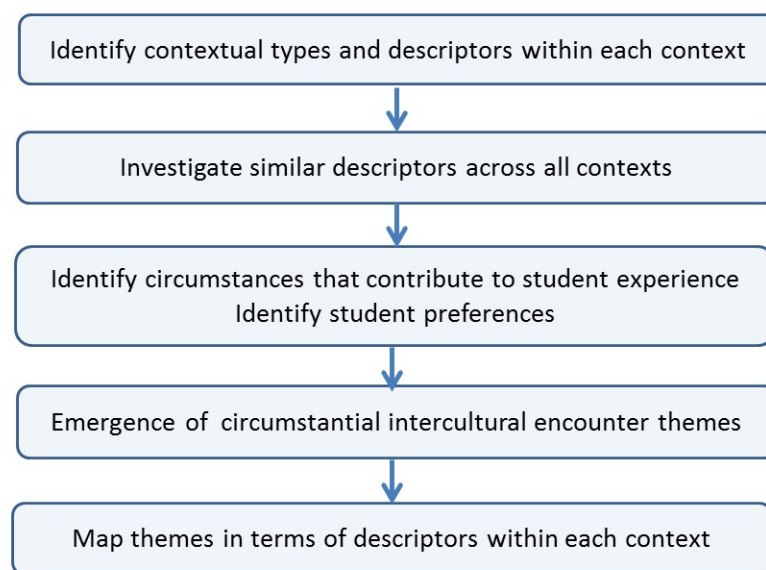 Identify contextual types and descriptors within each context
Investigate similar descriptors across all contexts
Identify circumstances that contribute to student experience
Identify student preferences
Emergence of circumstantial intercultural encounter themes
Map themes in terms of descriptors within each context